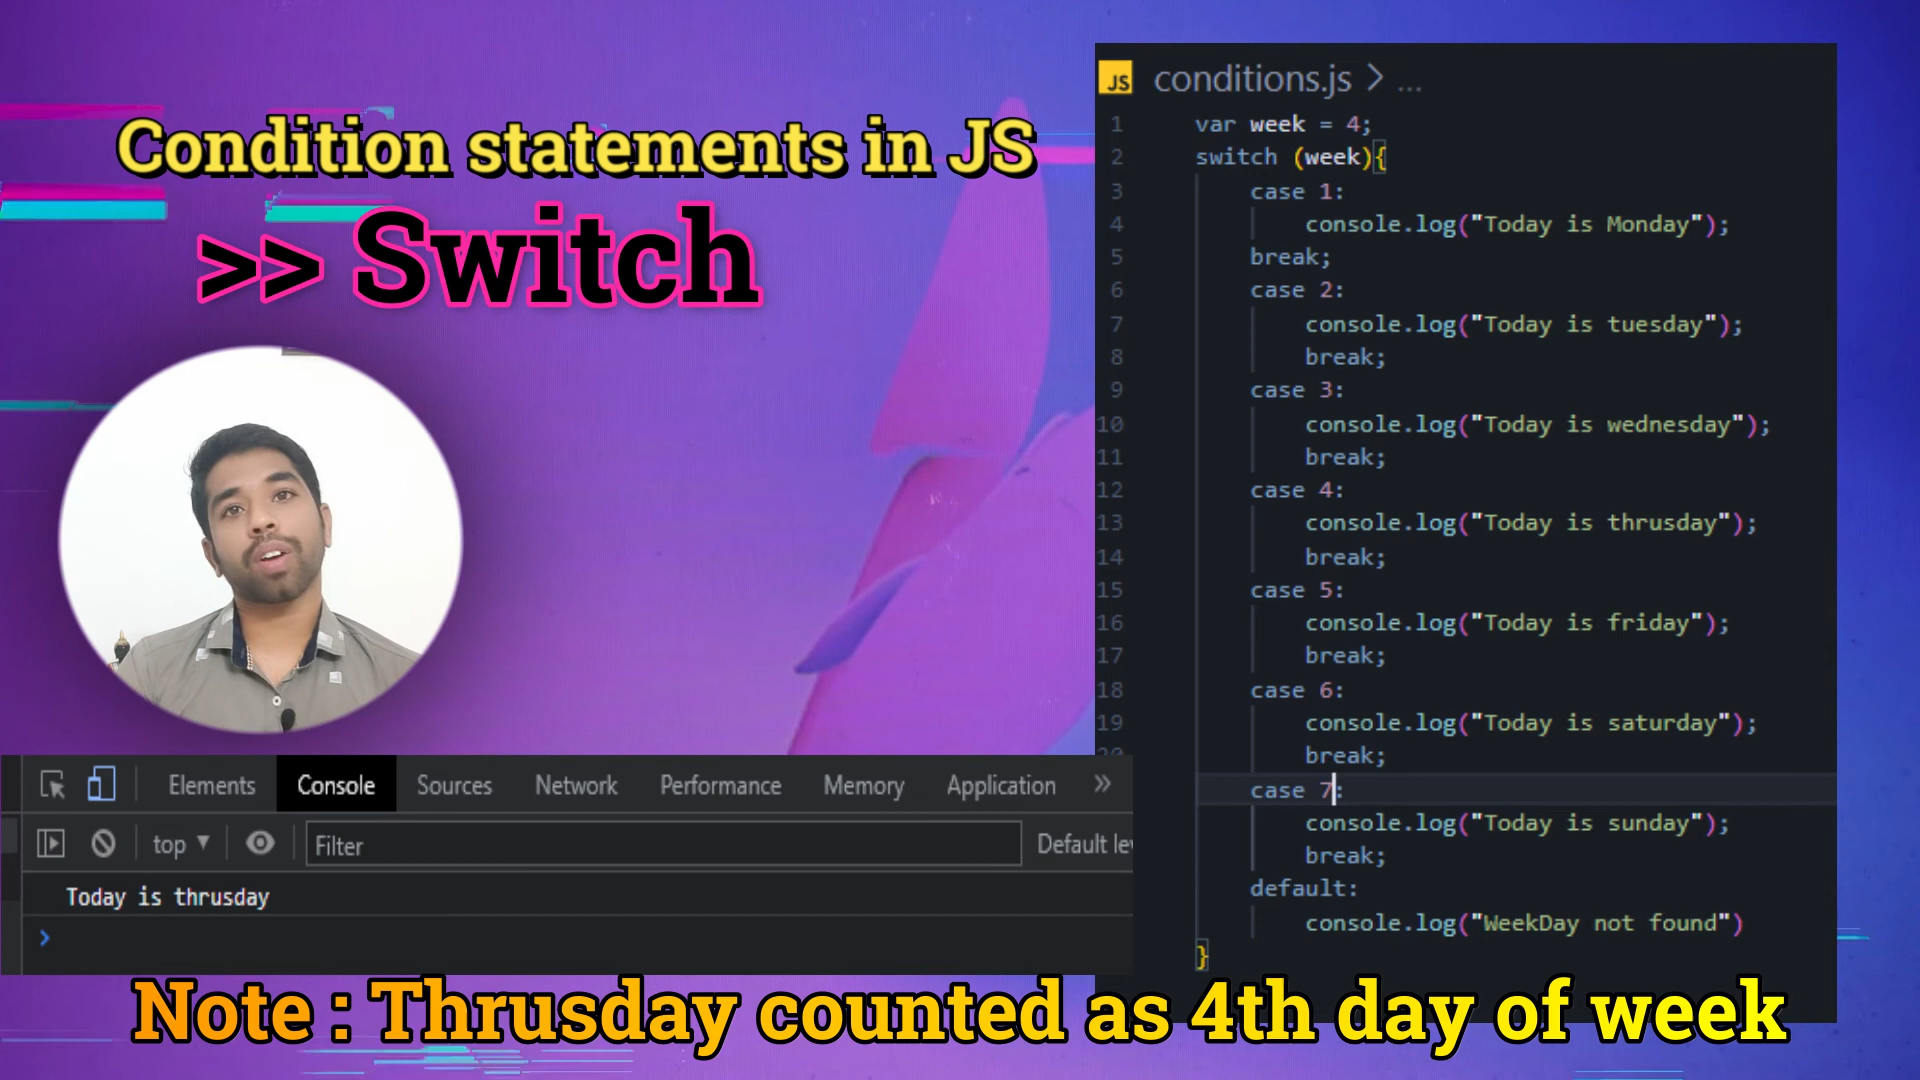 Condition statements in JS
>> Switch
JS conditions.js > ...
1 var week = 4;
2 switch (week){
3 case 1:
4 console.log("Today is Monday");
5 break;
6 case 2:
7 console.log("Today is tuesday");
8 break;
9 case 3:
10 console.log("Today is wednesday");
11 break;
12 case 4:
13 console.log("Today is thrusday");
14 break;
15 case 5:
16 console.log("Today is friday");
17 break;
18 case 6:
19 console.log("Today is saturday");
20 break;
case 7:
console.log("Today is sunday");
break;
default:
console.log("WeekDay not found")
}
Elements Console Sources Network Performance Memory Application »
top ▼ Filter Default lev
Today is thrusday
>
Note : Thrusday counted as 4th day of week